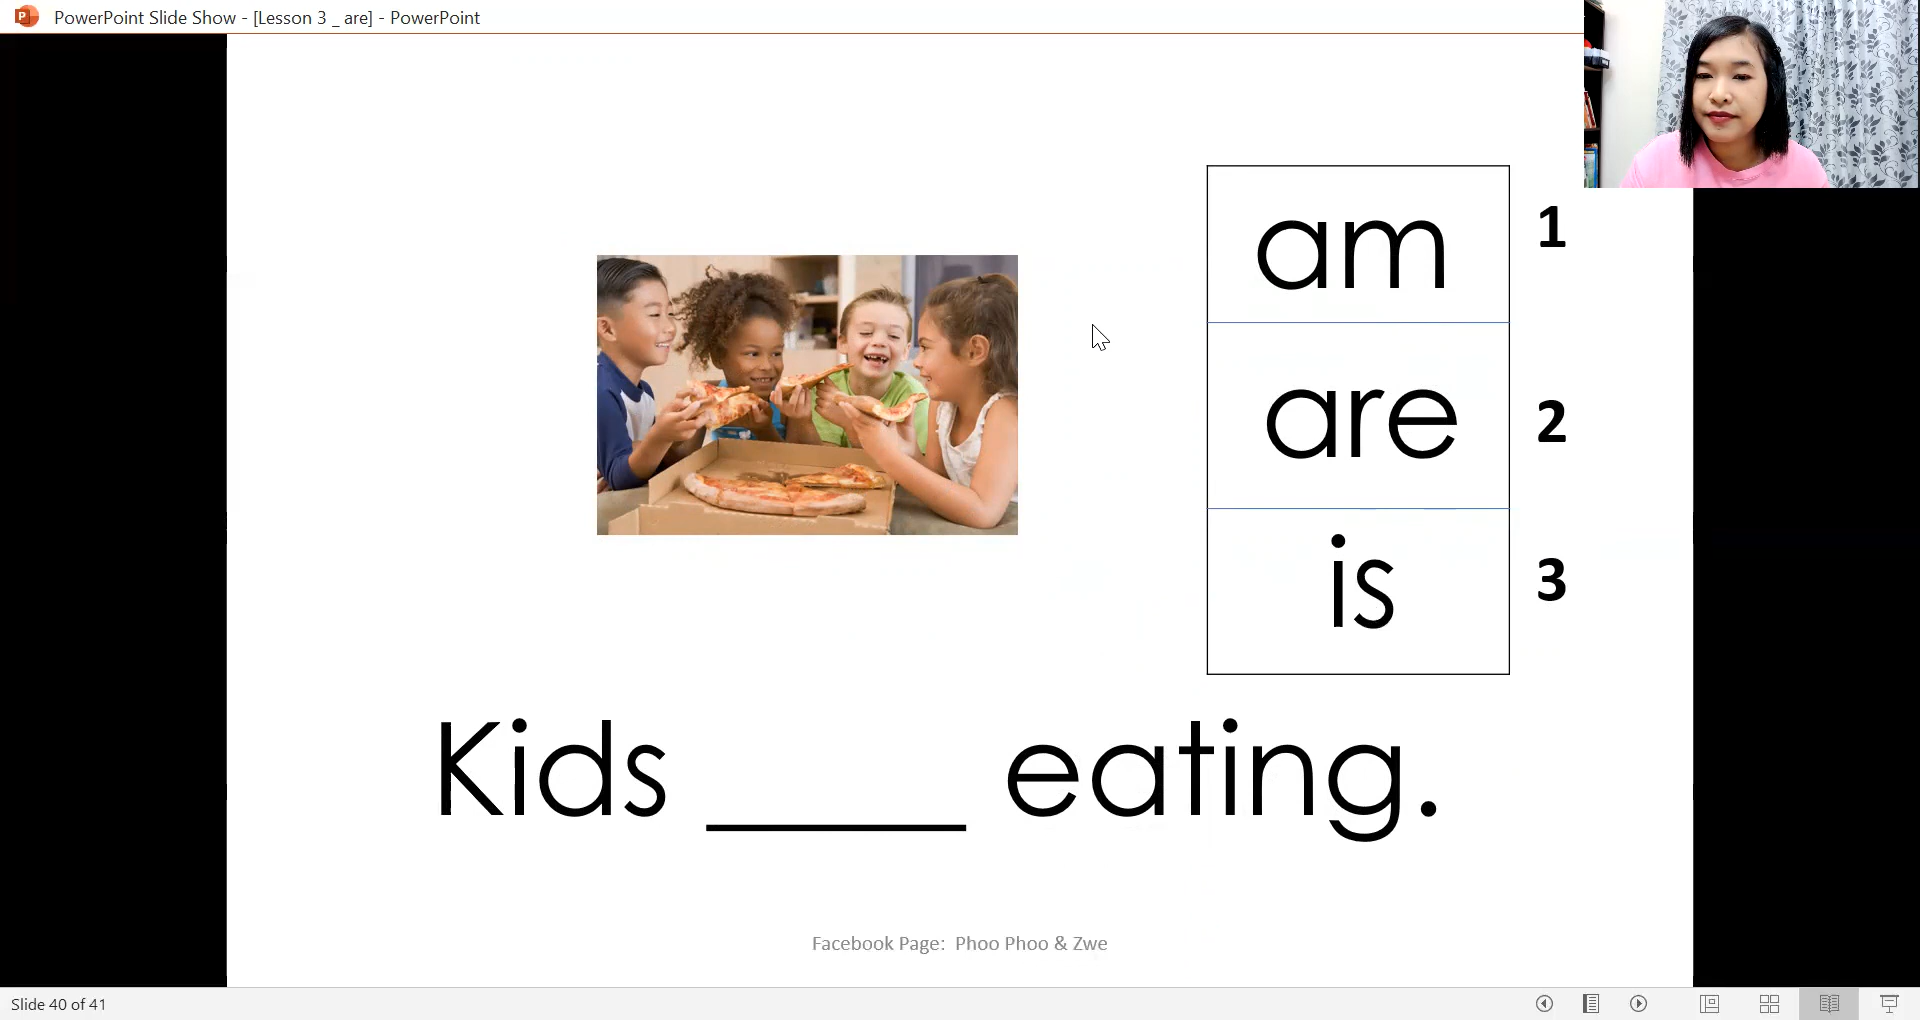 PowerPoint Slide Show - [Lesson 3 _ are] - PowerPoint
am 1
are 2
is 3
Kids _____ eating.
Facebook Page: Phoo Phoo & Zwe
Slide 40 of 41